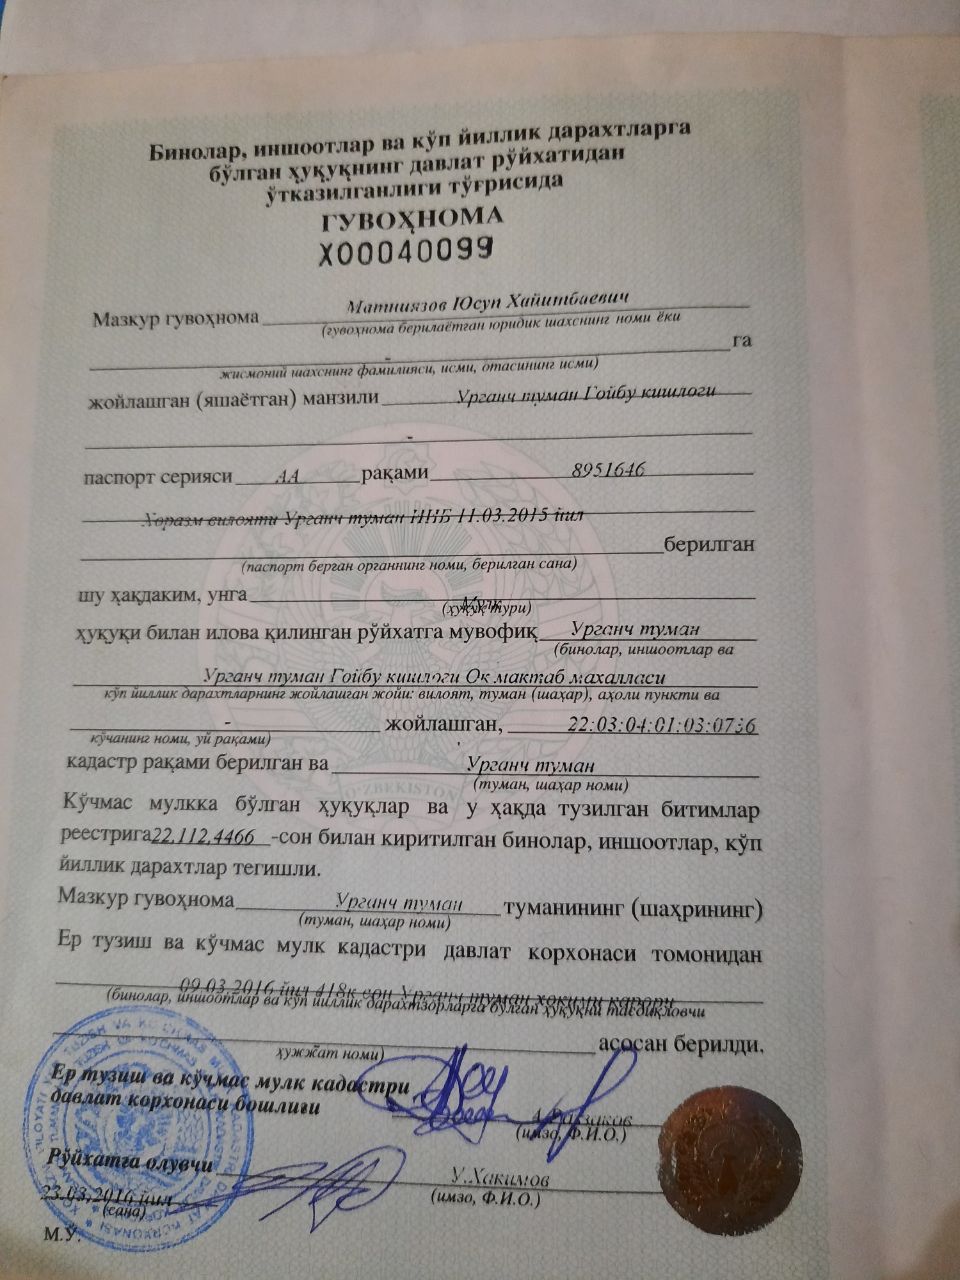 Бинолар, иншоотлар ва кўп йиллик дарахтларга
бўлган ҳуқуқнинг давлат рўйхатидан
ўтказилганлиги тўғрисида
ГУВОҲНОМА
X00040099
Мазкур гувоҳнома Матниязов Юсуп Хайитбаевич
(гувоҳнома берилаётган юридик шахснинг номи ёки
- га
жисмоний шахснинг фамилияси, исми, отасининг исми)
жойлашган (яшаётган) манзили Урганч туман Гойбу кишлоги
-
паспорт серияси АА рақами 8951646
Хоразм вилояти Урганч туман ИИБ 11.03.2015 йил
берилган
(паспорт берган органнинг номи, берилган сана)
шу ҳақдаким, унга Мулк
(ҳуқуқ тури)
ҳуқуқи билан илова қилинган рўйхатга мувофиқ Урганч туман
(бинолар, иншоотлар ва
Урганч туман Гойбу кишлоги Ок мактаб махалласи
кўп йиллик дарахтларнинг жойлашган жойи: вилоят, туман (шаҳар), аҳоли пункти ва
- жойлашган, 22:03:04:01:03:0736
кўчанинг номи, уй рақами)
кадастр рақами берилган ва Урганч туман
(туман, шаҳар номи)
O'ZBEKISTON
Кўчмас мулкка бўлган ҳуқуқлар ва у ҳақда тузилган битимлар
реестрига 22.112.4466 -сон билан киритилган бинолар, иншоотлар, кўп
йиллик дарахтлар тегишли.
Мазкур гувоҳнома Урганч туман туманининг (шаҳрининг)
(туман, шаҳар номи)
Ер тузиш ва кўчмас мулк кадастри давлат корхонаси томонидан
09.03.2016 йил 418к сон Урганч туман хокими карори
(бинолар, иншоотлар ва кўп йиллик дарахтзорларга бўлган ҳуқуқни тасдиқловчи
асосан берилди.
ҳужжат номи)
Ер тузиш ва кўчмас мулк кадастри
давлат корхонаси бошлиғи
(имзо, Ф.И.О.)
Рўйхатга олувчи У.Хакимов
23.03.2016 йил (имзо, Ф.И.О.)
(сана)
М.Ў.